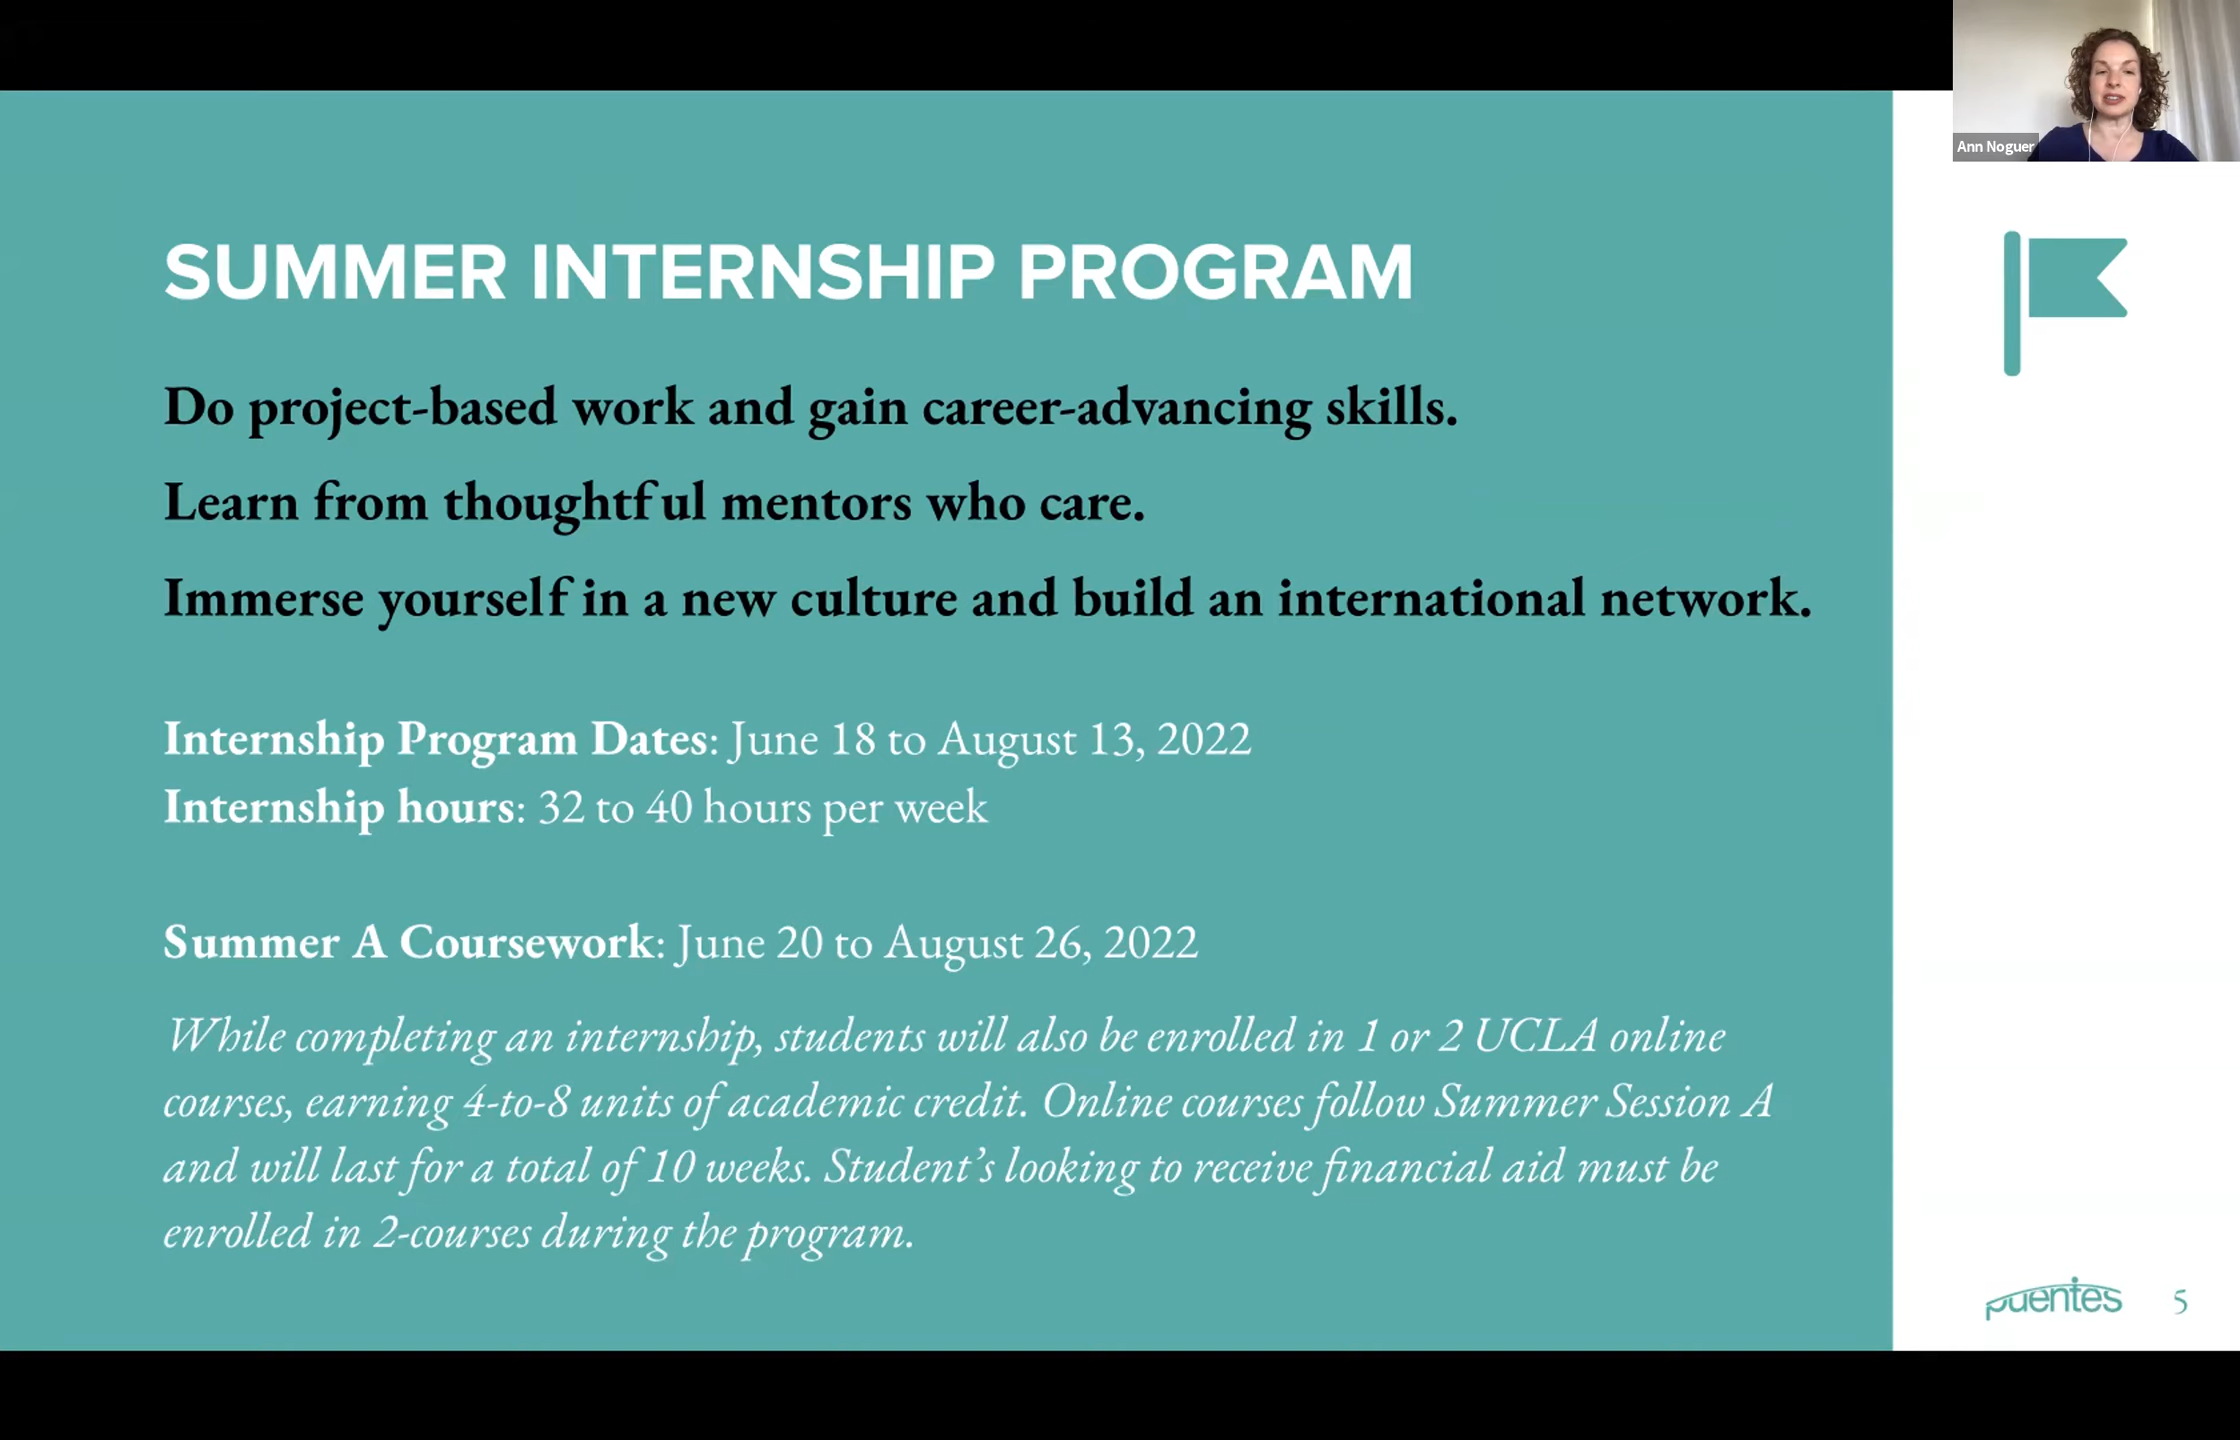 Ann Noguer
SUMMER INTERNSHIP PROGRAM
Do project-based work and gain career-advancing skills.
Learn from thoughtful mentors who care.
Immerse yourself in a new culture and build an international network.
Internship Program Dates: June 18 to August 13, 2022
Internship hours: 32 to 40 hours per week
Summer A Coursework: June 20 to August 26, 2022
While completing an internship, students will also be enrolled in 1 or 2 UCLA online
courses, earning 4-to-8 units of academic credit. Online courses follow Summer Session A
and will last for a total of 10 weeks. Student’s looking to receive financial aid must be
enrolled in 2-courses during the program.
puentes
5